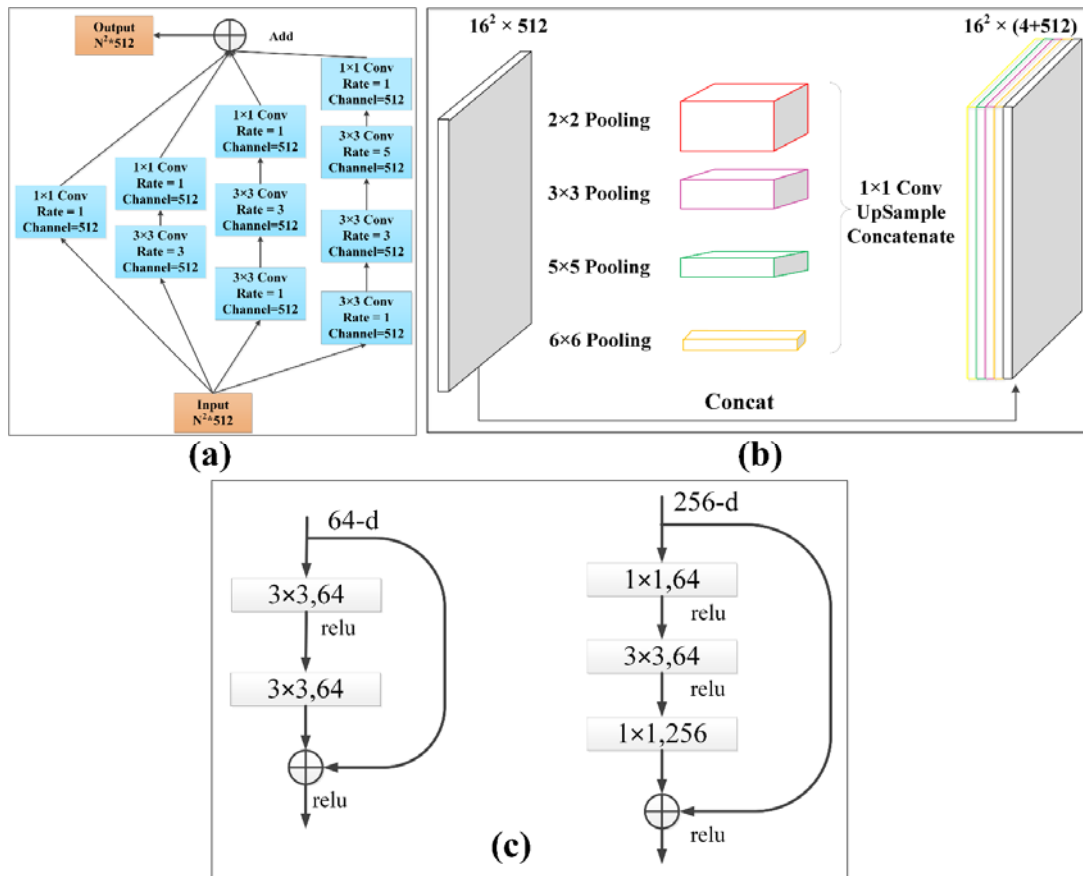 Output
N²*512
Add
1×1 Conv
Rate = 1
Channel=512
1×1 Conv
Rate = 1
Channel=512
3×3 Conv
Rate = 3
Channel=512
1×1 Conv
Rate = 1
Channel=512
3×3 Conv
Rate = 3
Channel=512
3×3 Conv
Rate = 1
Channel=512
1×1 Conv
Rate = 1
Channel=512
3×3 Conv
Rate = 5
Channel=512
3×3 Conv
Rate = 3
Channel=512
3×3 Conv
Rate = 1
Channel=512
Input
N²*512
(a)
16² × 512
16² × (4+512)
2×2 Pooling
3×3 Pooling
5×5 Pooling
6×6 Pooling
1×1 Conv
UpSample
Concatenate
Concat
(b)
64-d
3×3,64
relu
3×3,64
relu
256-d
1×1,64
relu
3×3,64
relu
1×1,256
relu
(c)